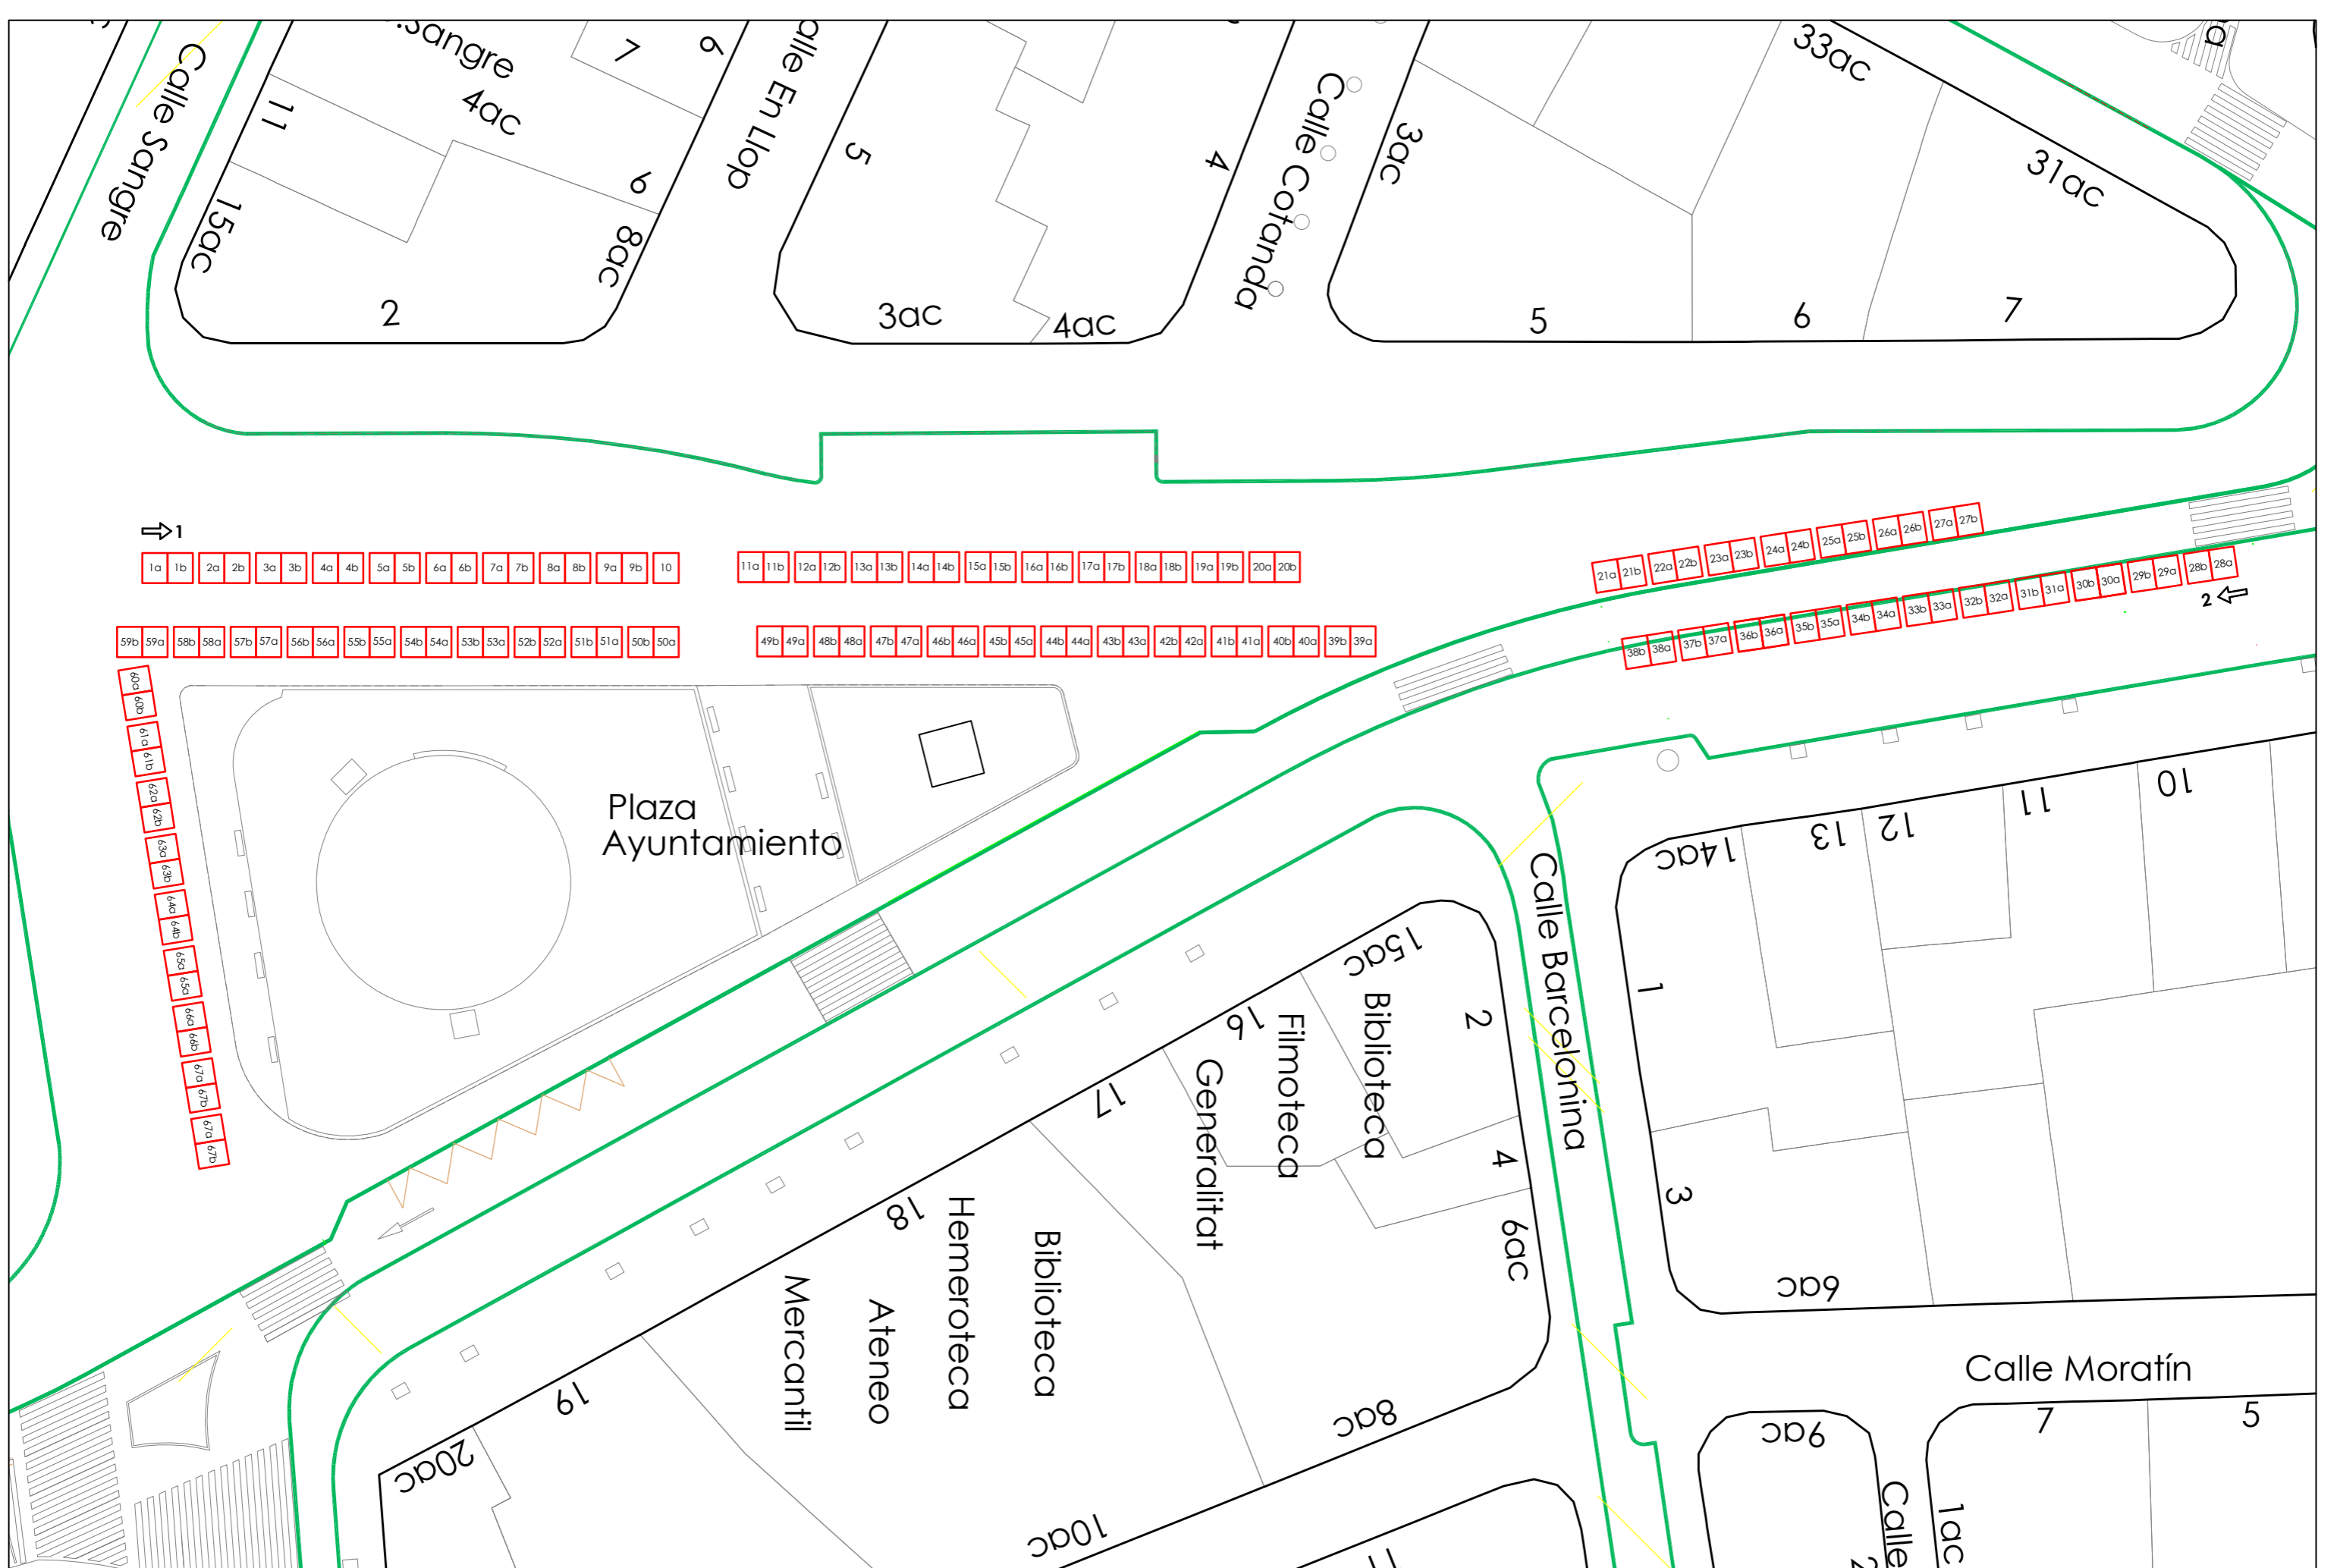 Calle Sangre
11
15ac
.Sangre
4ac
7
6
6
8ac
2
alle En Llop
5
3ac
4ac
4
Calle Cotanda
3ac
33ac
31ac
5
6
7
a
1
1a 1b 2a 2b 3a 3b 4a 4b 5a 5b 6a 6b 7a 7b 8a 8b 9a 9b 10
11a 11b 12a 12b 13a 13b 14a 14b 15a 15b 16a 16b 17a 17b 18a 18b 19a 19b 20a 20b
21a 21b 22a 22b 23a 23b 24a 24b 25a 25b 26a 26b 27a 27b
38b 38a 37b 37a 36b 36a 35b 35a 34b 34a 33b 33a 32b 32a 31b 31a 30b 30a 29b 29a 28b 28a
2
59b 59a 58b 58a 57b 57a 56b 56a 55b 55a 54b 54a 53b 53a 52b 52a 51b 51a 50b 50a
49b 49a 48b 48a 47b 47a 46b 46a 45b 45a 44b 44a 43b 43a 42b 42a 41b 41a 40b 40a 39b 39a
60a 60b
61a 61b
62a 62b
63a 63b
64a 64b
65a 65a
66a 66b
67a 67b
67a 67b
Plaza
Ayuntamiento
Calle Barcelonina
14ac
13
12
11
10
1
3
6ac
15ac
Biblioteca
2
4
6ac
16
Filmoteca
Generalitat
17
18
Biblioteca
Hemeroteca
Ateneo
Mercantil
19
20ac
8ac
10ac
11
Calle Moratín
9ac
7
5
2
Calle
1ac